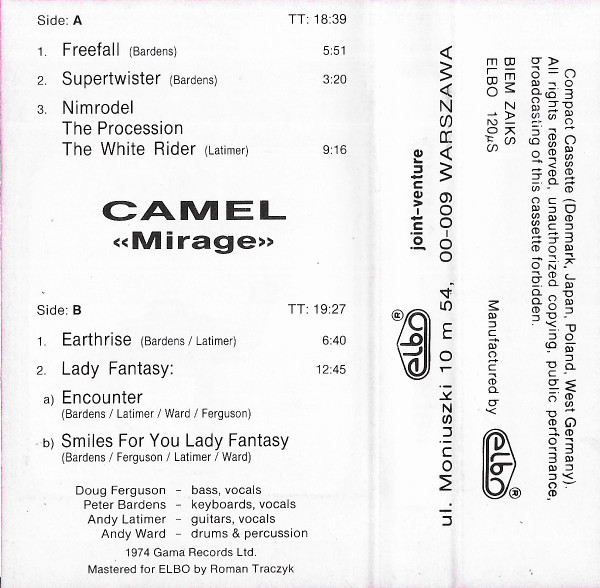 Side: A TT: 18:39
1. Freefall (Bardens) 5:51
2. Supertwister (Bardens) 3:20
3. Nimrodel
The Procession
The White Rider (Latimer) 9:16
CAMEL
«Mirage»
Side: B TT: 19:27
1. Earthrise (Bardens / Latimer) 6:40
2. Lady Fantasy: 12:45
a) Encounter
(Bardens / Latimer / Ward / Ferguson)
b) Smiles For You Lady Fantasy
(Bardens / Ferguson / Latimer / Ward)
Doug Ferguson – bass, vocals
Peter Bardens – keyboards, vocals
Andy Latimer – guitars, vocals
Andy Ward – drums & percussion
1974 Gama Records Ltd.
Mastered for ELBO by Roman Traczyk
joint-venture
elbo ®
ul. Moniuszki 10 m 54, 00-009 WARSZAWA
Compact Cassette (Denmark, Japan, Poland, West Germany).
All rights reserved, unauthorized copying, public performance,
broadcasting of this cassette forbidden.
BIEM ZAIKS
ELBO 120µS
Manufactured by elbo ®